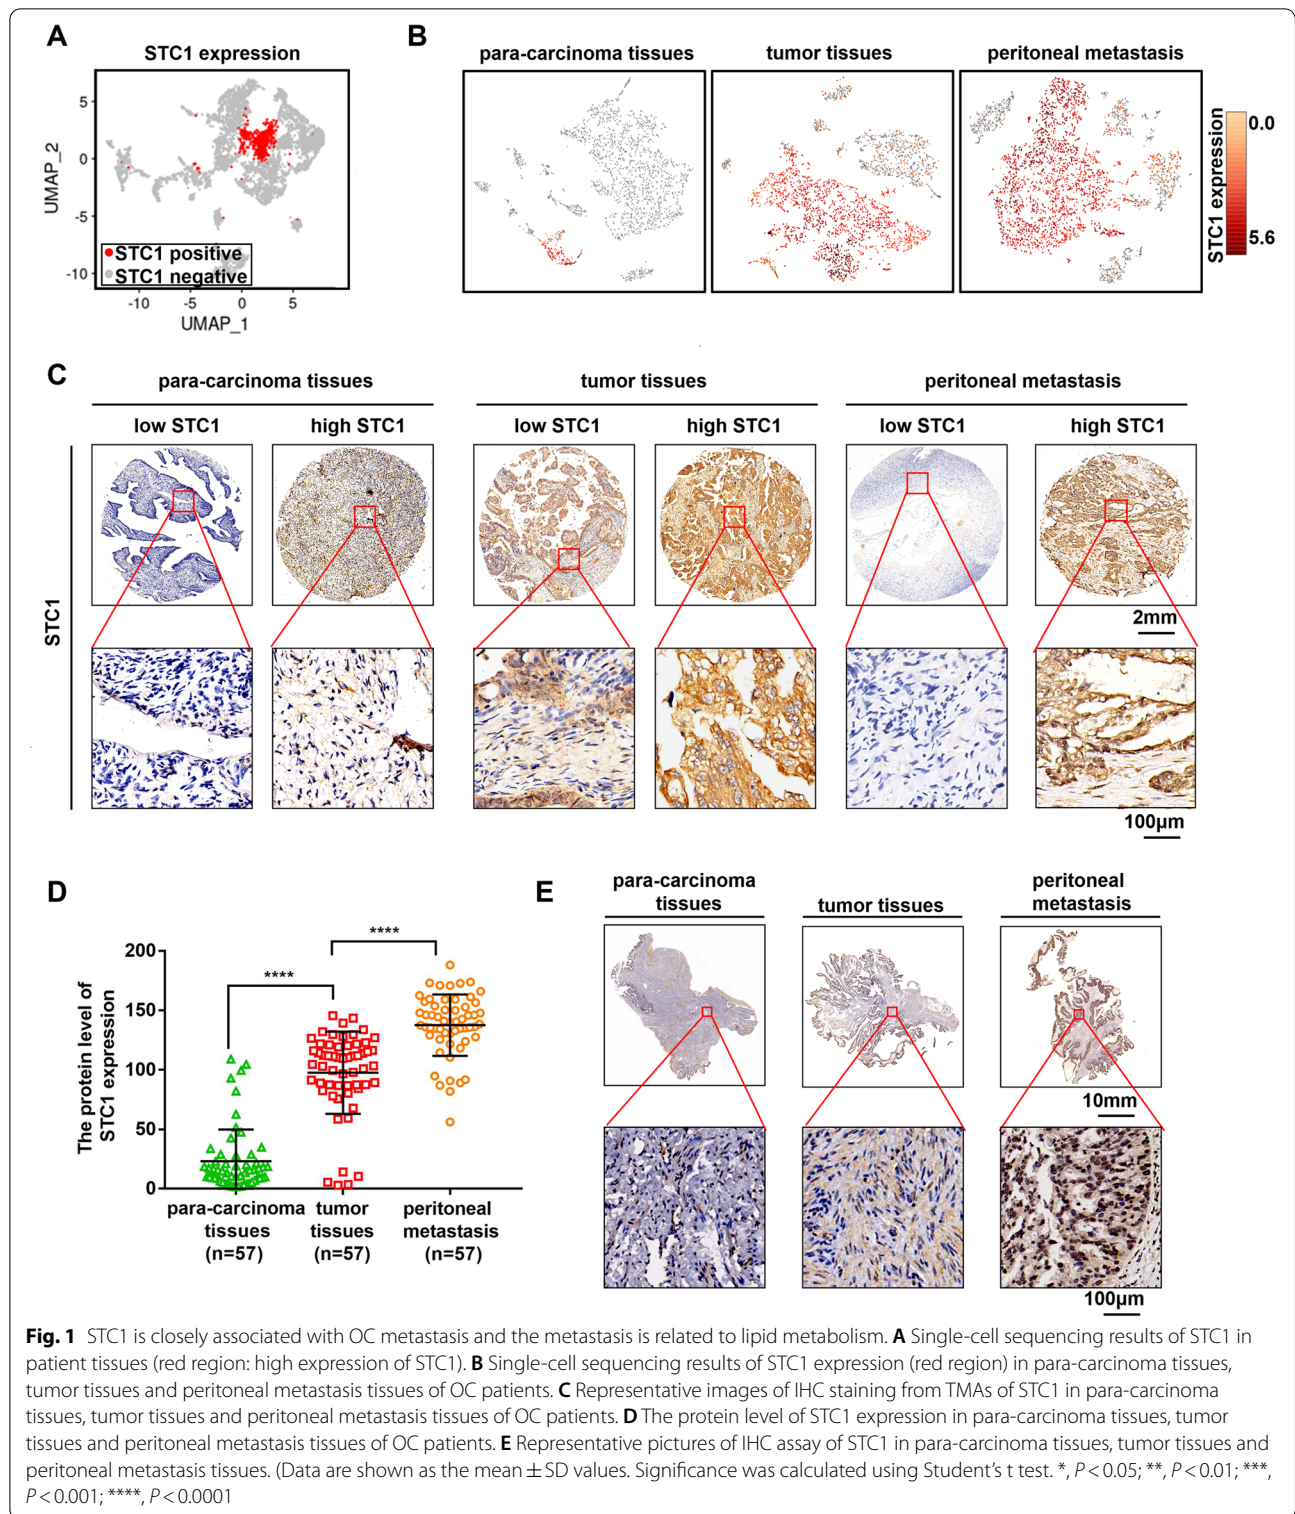 A
STC1 expression
5
0
-5
-10
UMAP_2
STC1 positive
STC1 negative
-10 -5 0 5
UMAP_1
B
para-carcinoma tissues tumor tissues peritoneal metastasis
STC1 expression
0.0
5.6
C
para-carcinoma tissues tumor tissues peritoneal metastasis
low STC1 high STC1 low STC1 high STC1 low STC1 high STC1
STC1
2mm
100μm
D
The protein level of
STC1 expression
200
150
100
50
0
****
****
para-carcinoma
tissues
(n=57)
tumor
tissues
(n=57)
peritoneal
metastasis
(n=57)
E
para-carcinoma
tissues
tumor tissues
peritoneal
metastasis
10mm
100μm
Fig. 1 STC1 is closely associated with OC metastasis and the metastasis is related to lipid metabolism. A Single-cell sequencing results of STC1 in
patient tissues (red region: high expression of STC1). B Single-cell sequencing results of STC1 expression (red region) in para-carcinoma tissues,
tumor tissues and peritoneal metastasis tissues of OC patients. C Representative images of IHC staining from TMAs of STC1 in para-carcinoma
tissues, tumor tissues and peritoneal metastasis tissues of OC patients. D The protein level of STC1 expression in para-carcinoma tissues, tumor
tissues and peritoneal metastasis tissues of OC patients. E Representative pictures of IHC assay of STC1 in para-carcinoma tissues, tumor tissues and
peritoneal metastasis tissues. (Data are shown as the mean ± SD values. Significance was calculated using Student's t test. *, P < 0.05; **, P < 0.01; ***,
P < 0.001; ****, P < 0.0001